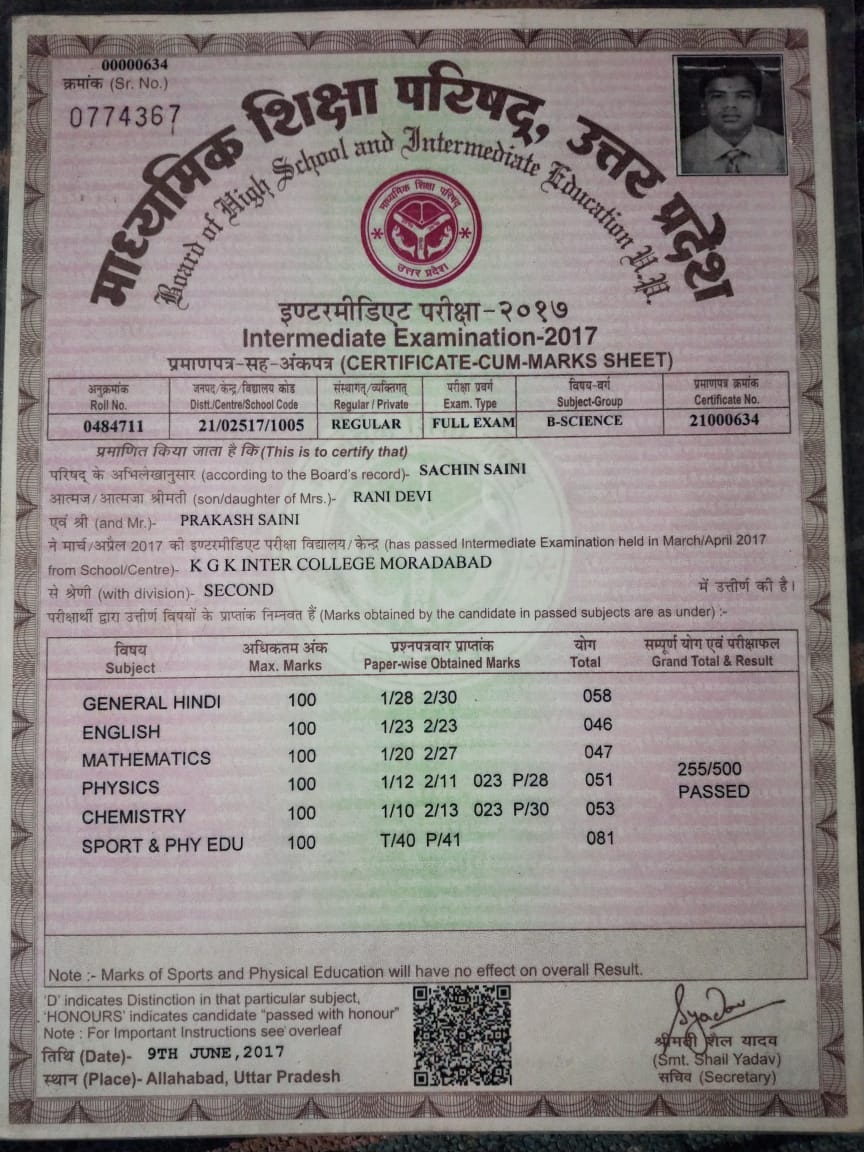 00000634
क्रमांक (Sr. No.)
0774367
माध्यमिक शिक्षा परिषद्, उत्तर प्रदेश
Board of High School and Intermediate Education U.P.
माध्यमिक शिक्षा परिषद्
उत्तर प्रदेश
इण्टरमीडिएट परीक्षा-२०१७
Intermediate Examination-2017
प्रमाणपत्र-सह-अंकपत्र (CERTIFICATE-CUM-MARKS SHEET)
अनुक्रमांक जनपद/केन्द्र/विद्यालय कोड संस्थागत/व्यक्तिगत परीक्षा प्रवर्ग विषय-वर्ग प्रमाणपत्र क्रमांक
Roll No. Distt./Centre/School Code Regular / Private Exam. Type Subject-Group Certificate No.
0484711 21/02517/1005 REGULAR FULL EXAM B-SCIENCE 21000634
प्रमाणित किया जाता है कि (This is to certify that)
परिषद् के अभिलेखानुसार (according to the Board's record)- SACHIN SAINI
आत्मज/आत्मजा श्रीमती (son/daughter of Mrs.)- RANI DEVI
एवं श्री (and Mr.)- PRAKASH SAINI
ने मार्च/अप्रैल 2017 की इण्टरमीडिएट परीक्षा विद्यालय/केन्द्र (has passed Intermediate Examination held in March/April 2017
from School/Centre)- K G K INTER COLLEGE MORADABAD
से श्रेणी (with division)- SECOND में उत्तीर्ण की है।
परीक्षार्थी द्वारा उत्तीर्ण विषयों के प्राप्तांक निम्नवत हैं (Marks obtained by the candidate in passed subjects are as under) :-
विषय अधिकतम अंक प्रश्नपत्रवार प्राप्तांक योग सम्पूर्ण योग एवं परीक्षाफल
Subject Max. Marks Paper-wise Obtained Marks Total Grand Total & Result
GENERAL HINDI 100 1/28 2/30 058
ENGLISH 100 1/23 2/23 046
MATHEMATICS 100 1/20 2/27 047
255/500
PHYSICS 100 1/12 2/11 023 P/28 051
PASSED
CHEMISTRY 100 1/10 2/13 023 P/30 053
SPORT & PHY EDU 100 T/40 P/41 081
Note :- Marks of Sports and Physical Education will have no effect on overall Result.
'D' indicates Distinction in that particular subject,
'HONOURS' indicates candidate "passed with honour"
Note : For Important Instructions see overleaf
तिथि (Date)- 9TH JUNE,2017
स्थान (Place)- Allahabad, Uttar Pradesh
Syadav
श्रीमती शैल यादव
(Smt. Shail Yadav)
सचिव (Secretary)